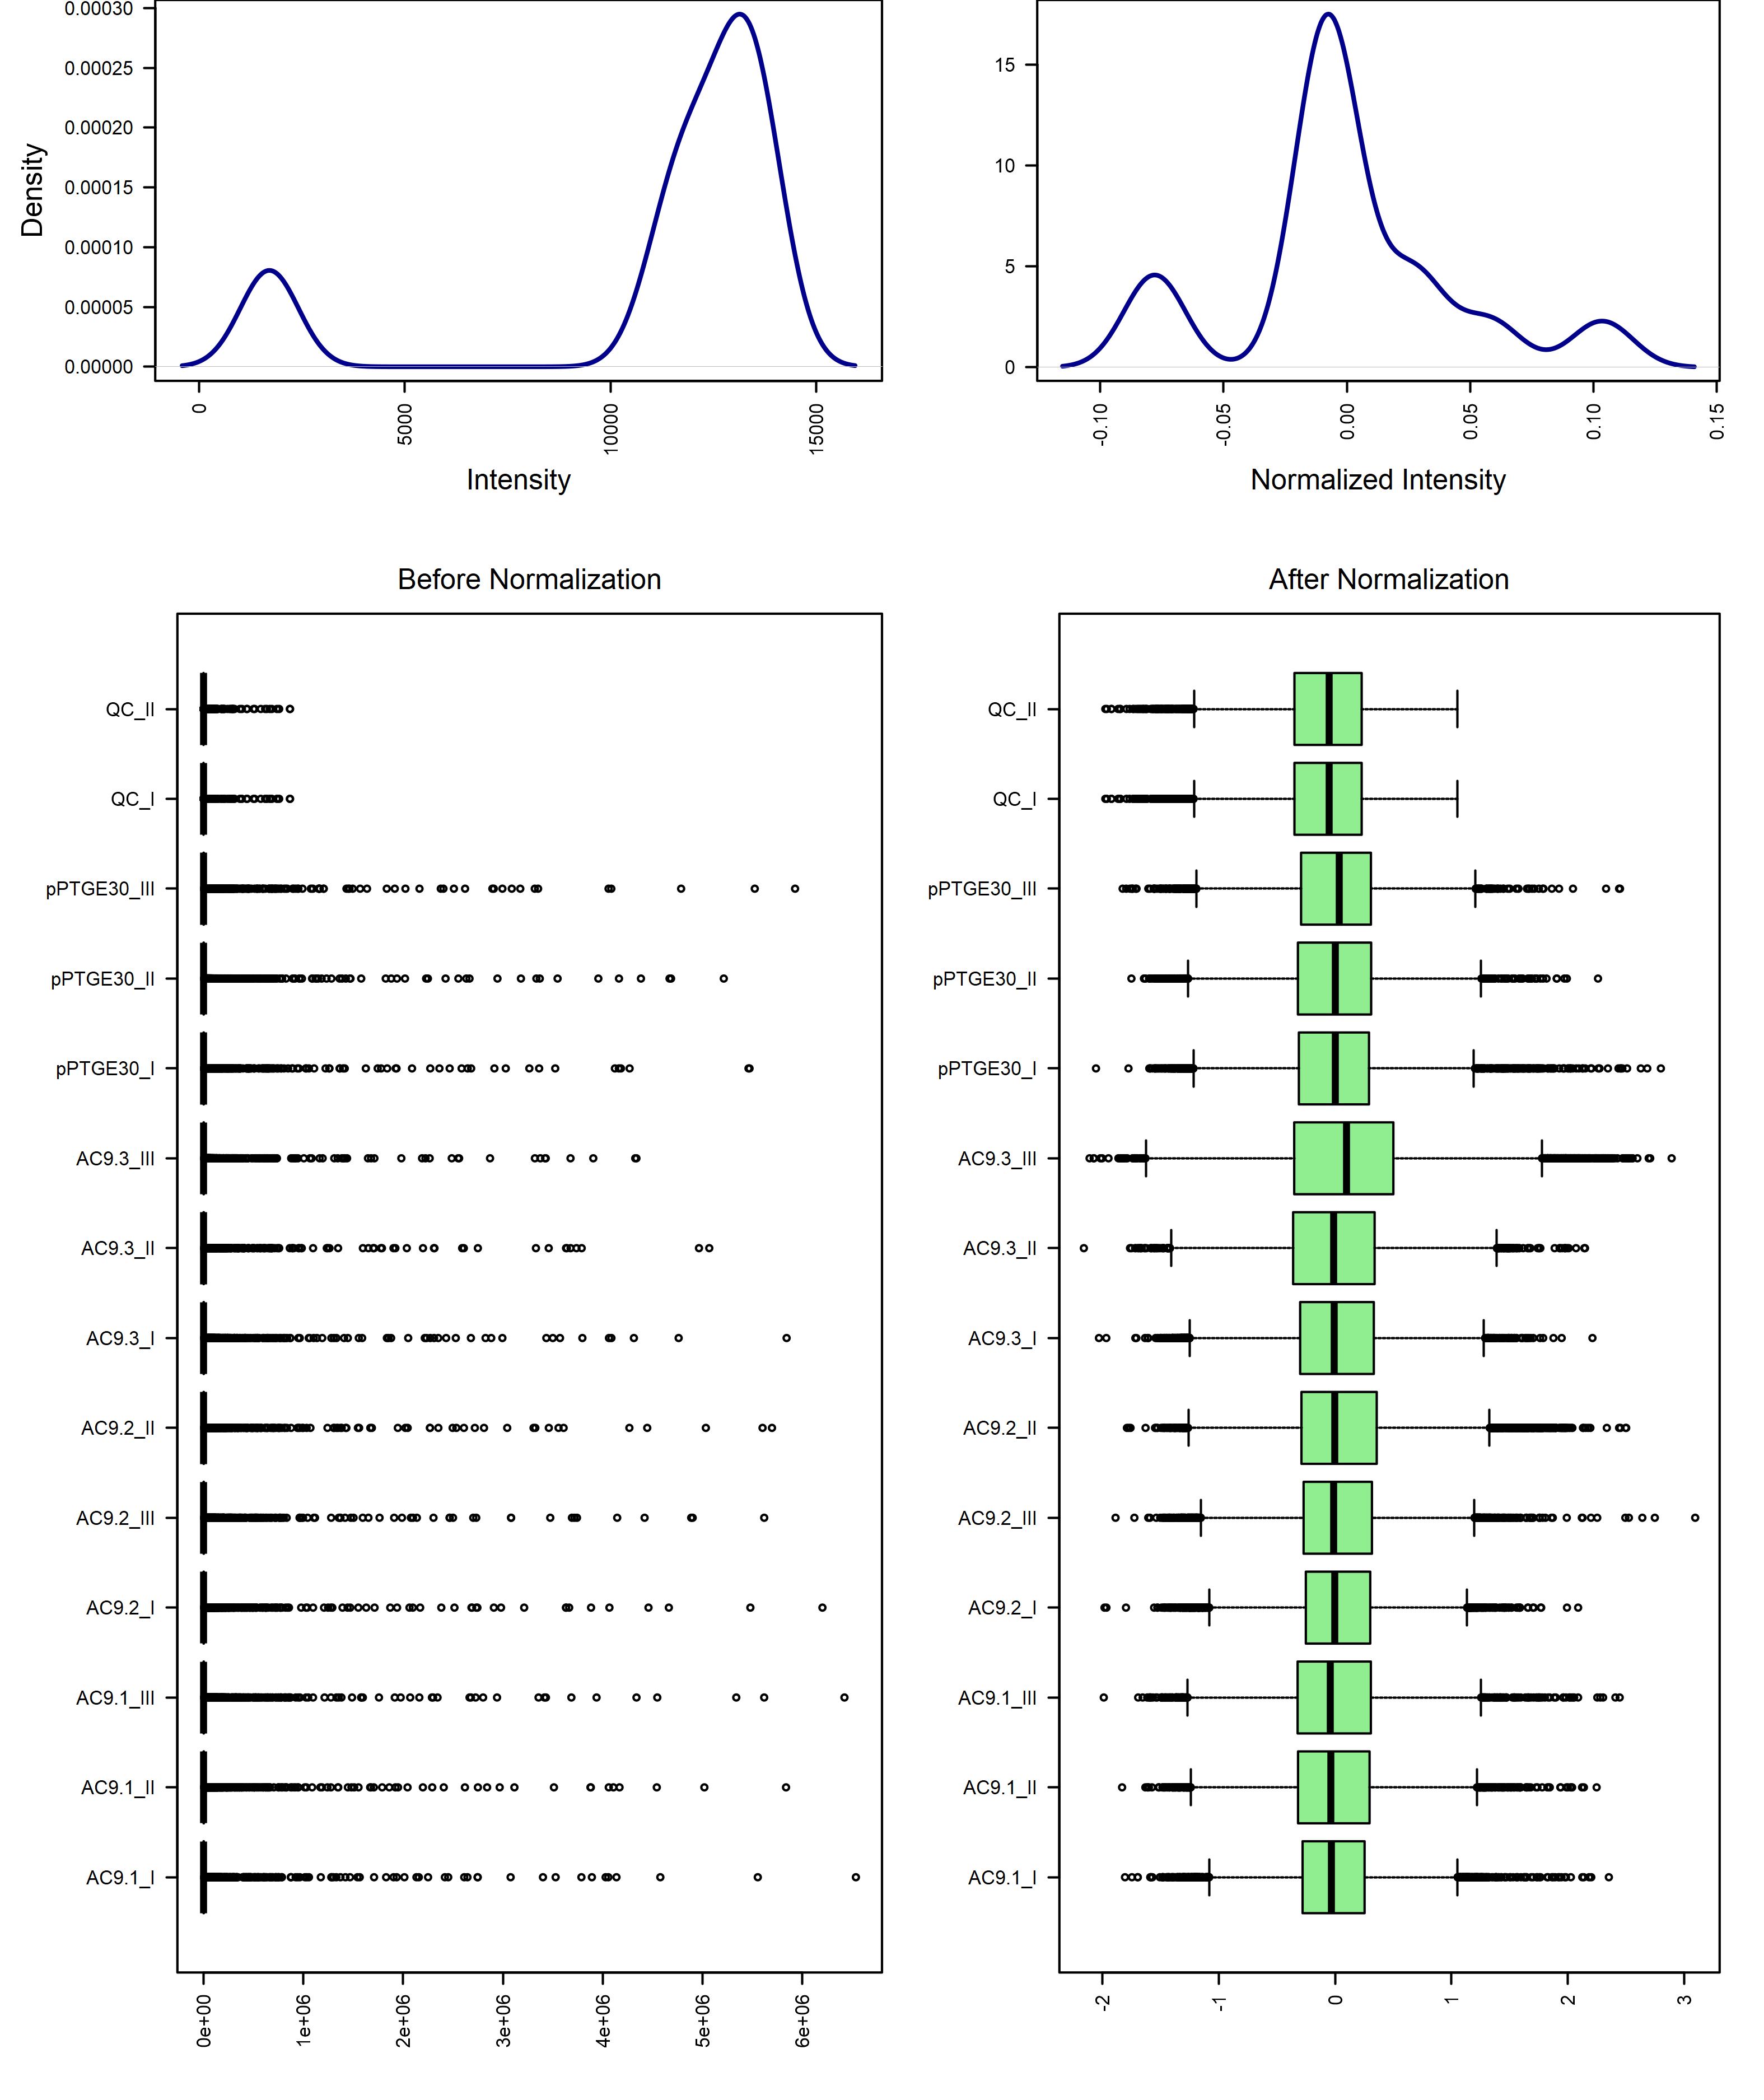 0.00030
0.00025
0.00020
0.00015
0.00010
0.00005
0.00000
Density
0
5000
10000
15000
Intensity
15
10
5
0
-0.10
-0.05
0.00
0.05
0.10
0.15
Normalized Intensity
Before Normalization
QC_II
QC_I
pPTGE30_III
pPTGE30_II
pPTGE30_I
AC9.3_III
AC9.3_II
AC9.3_I
AC9.2_II
AC9.2_III
AC9.2_I
AC9.1_III
AC9.1_II
AC9.1_I
0e+00
1e+06
2e+06
3e+06
4e+06
5e+06
6e+06
After Normalization
QC_II
QC_I
pPTGE30_III
pPTGE30_II
pPTGE30_I
AC9.3_III
AC9.3_II
AC9.3_I
AC9.2_II
AC9.2_III
AC9.2_I
AC9.1_III
AC9.1_II
AC9.1_I
-2
-1
0
1
2
3